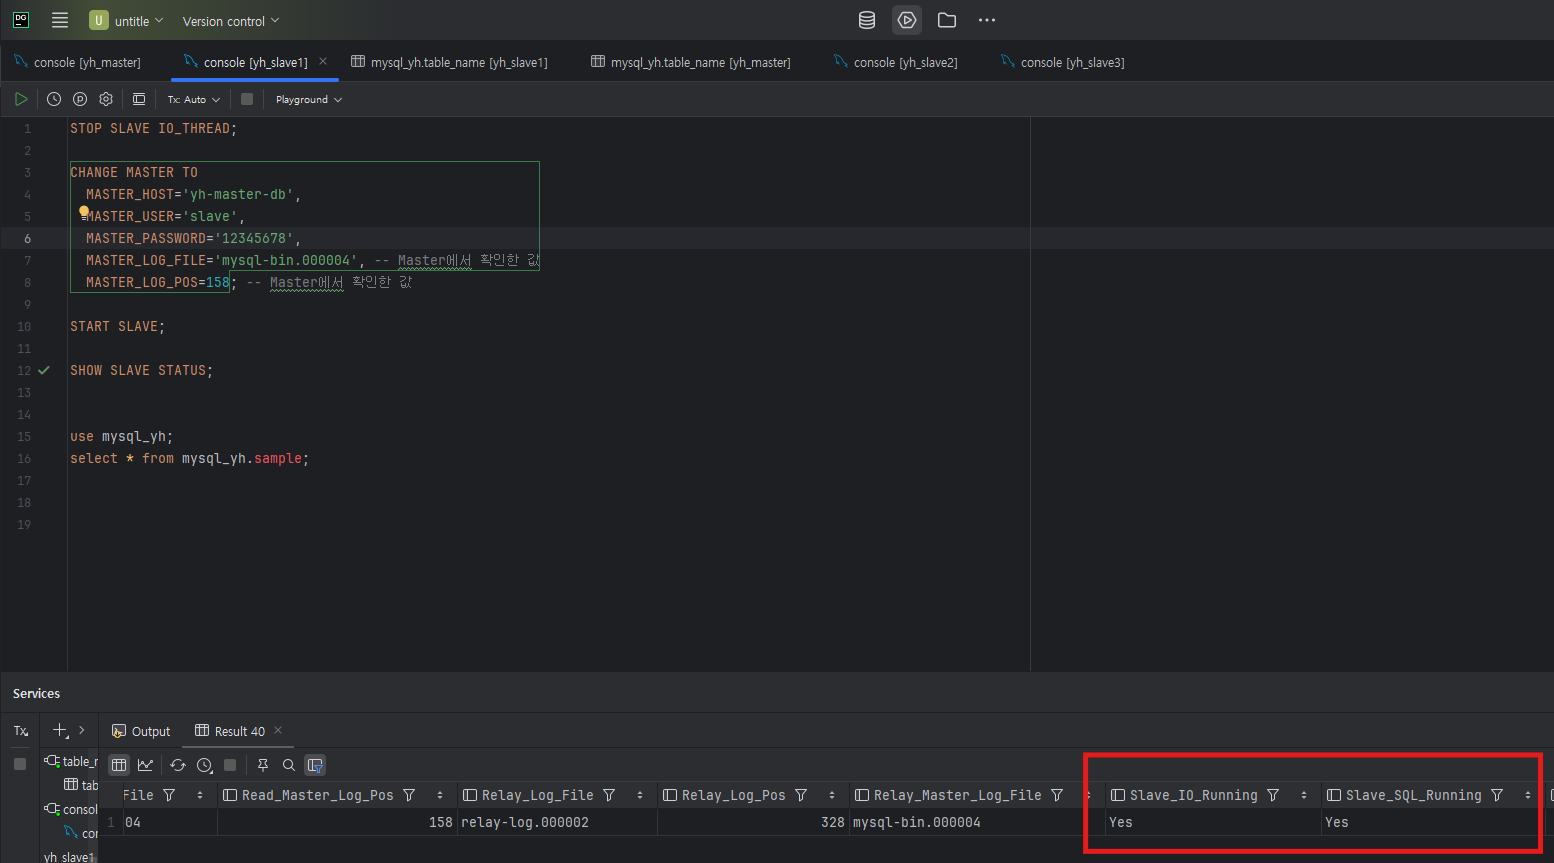 DG
U untitle Version control
console [yh_master] console [yh_slave1] mysql_yh.table_name [yh_slave1] mysql_yh.table_name [yh_master] console [yh_slave2] console [yh_slave3]
Tx: Auto Playground
1 STOP SLAVE IO_THREAD;
2
3 CHANGE MASTER TO
4 MASTER_HOST='yh-master-db',
5 MASTER_USER='slave',
6 MASTER_PASSWORD='12345678',
7 MASTER_LOG_FILE='mysql-bin.000004', -- Master에서 확인한 값
8 MASTER_LOG_POS=158; -- Master에서 확인한 값
9
10 START SLAVE;
11
12 SHOW SLAVE STATUS;
13
14
15 use mysql_yh;
16 select * from mysql_yh.sample;
17
18
19
Services
Tx Output Result 40
table_r
tab
consol
co
yh_slave1
File Read_Master_Log_Pos Relay_Log_File Relay_Log_Pos Relay_Master_Log_File Slave_IO_Running Slave_SQL_Running
1 04 158 relay-log.000002 328 mysql-bin.000004 Yes Yes